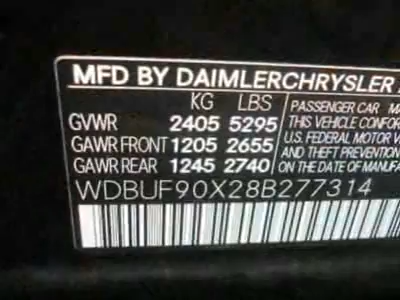 MFD BY DAIMLERCHRYSLER
KG LBS
GVWR 2405 5295
GAWR FRONT 1205 2655
GAWR REAR 1245 2740
WDBUF90X28B277314
PASSENGER CAR
THIS VEHICLE CONFOR
U.S. FEDERAL MOTOR
THEFT PREVENTION
ON THE DATE OF MANUFA